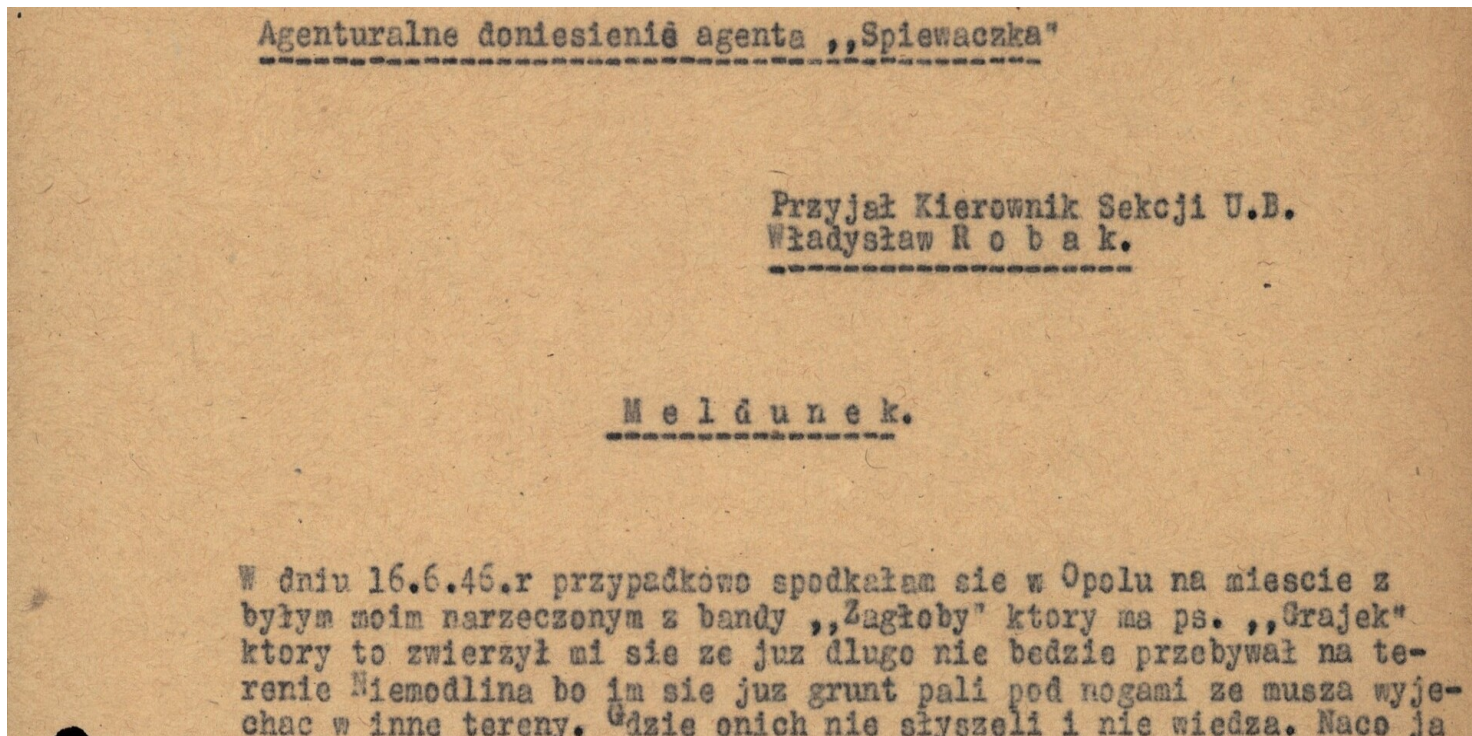 Agenturalne doniesienie agenta ,,Spiewaczka"
Przyjał Kierownik Sekcji U.B.
Władysław R o b a k.
M e l d u n e k.
W dniu 16.6.46.r przypadkowo spodkałam sie w Opolu na miescie z
byłym moim narzeczonym z bandy ,,Zagłoby" ktory ma ps. ,,Grajek"
ktory to zwierzył mi sie ze juz dlugo nie bedzie przebywał na te-
renie Niemodlina bo im sie juz grunt pali pod nogami ze musza wyje-
chac w inne tereny. Gdzie onich nie słyszeli i nie wiedza. Naco ja